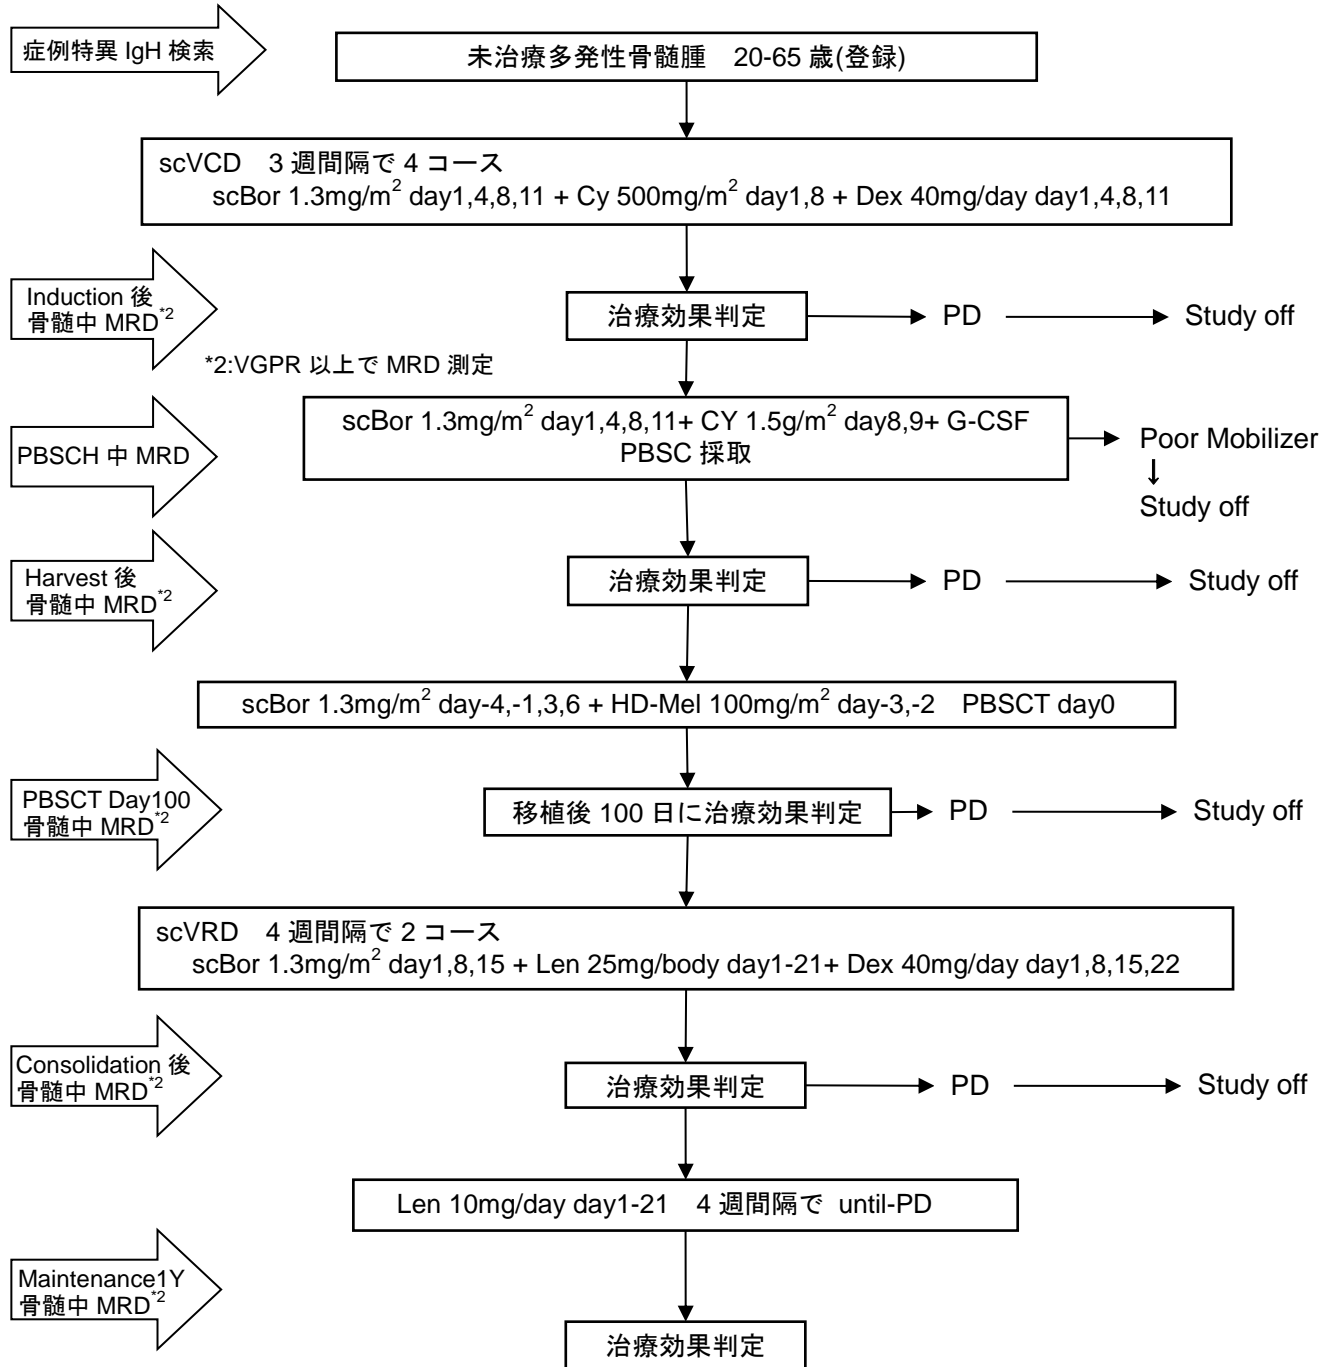 症例特異 IgH 検索
未治療多発性骨髄腫　20-65 歳(登録)
scVCD　3 週間隔で 4 コース
scBor 1.3mg/m² day1,4,8,11 + Cy 500mg/m² day1,8 + Dex 40mg/day day1,4,8,11
Induction 後
骨髄中 MRD*²
治療効果判定
PD
Study off
*2:VGPR 以上で MRD 測定
PBSCH 中 MRD
scBor 1.3mg/m² day1,4,8,11+ CY 1.5g/m² day8,9+ G-CSF
PBSC 採取
Poor Mobilizer
Study off
Harvest 後
骨髄中 MRD*²
治療効果判定
PD
Study off
scBor 1.3mg/m² day-4,-1,3,6 + HD-Mel 100mg/m² day-3,-2　PBSCT day0
PBSCT Day100
骨髄中 MRD*²
移植後 100 日に治療効果判定
PD
Study off
scVRD　4 週間隔で 2 コース
scBor 1.3mg/m² day1,8,15 + Len 25mg/body day1-21+ Dex 40mg/day day1,8,15,22
Consolidation 後
骨髄中 MRD*²
治療効果判定
PD
Study off
Len 10mg/day day1-21　4 週間隔で until-PD
Maintenance1Y
骨髄中 MRD*²
治療効果判定